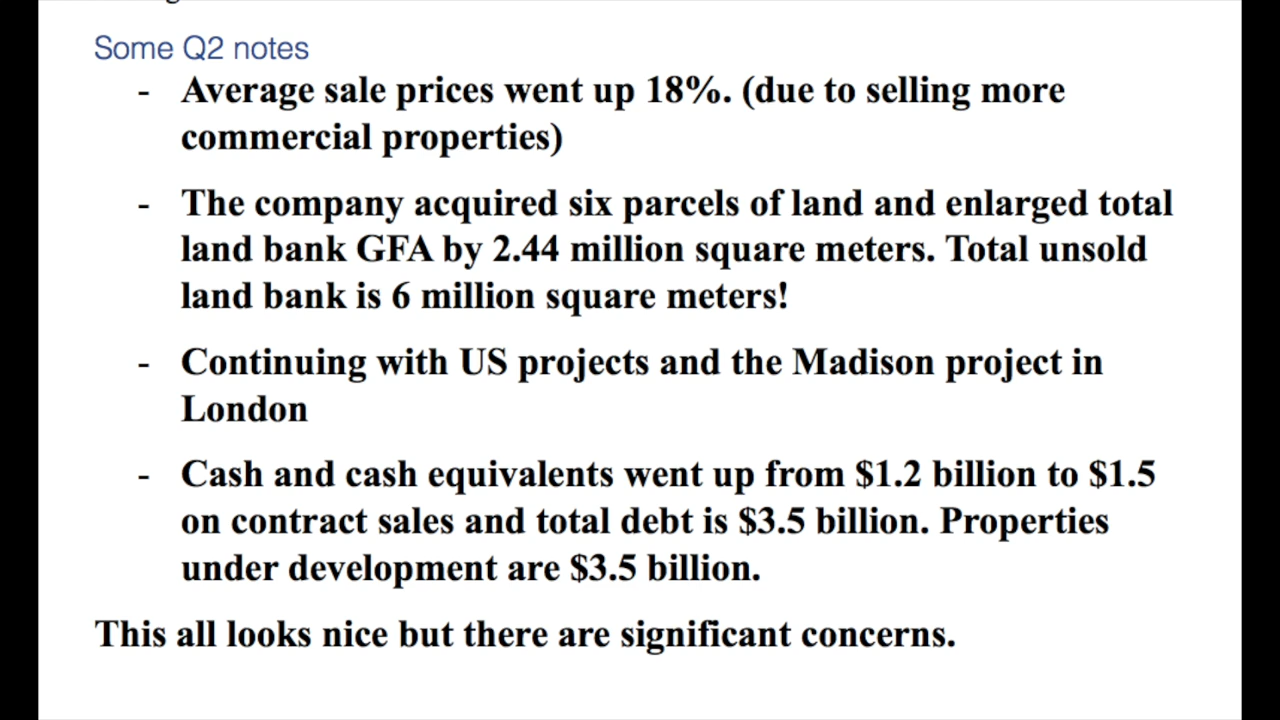 Some Q2 notes
- Average sale prices went up 18%. (due to selling more
commercial properties)
- The company acquired six parcels of land and enlarged total
land bank GFA by 2.44 million square meters. Total unsold
land bank is 6 million square meters!
- Continuing with US projects and the Madison project in
London
- Cash and cash equivalents went up from $1.2 billion to $1.5
on contract sales and total debt is $3.5 billion. Properties
under development are $3.5 billion.
This all looks nice but there are significant concerns.